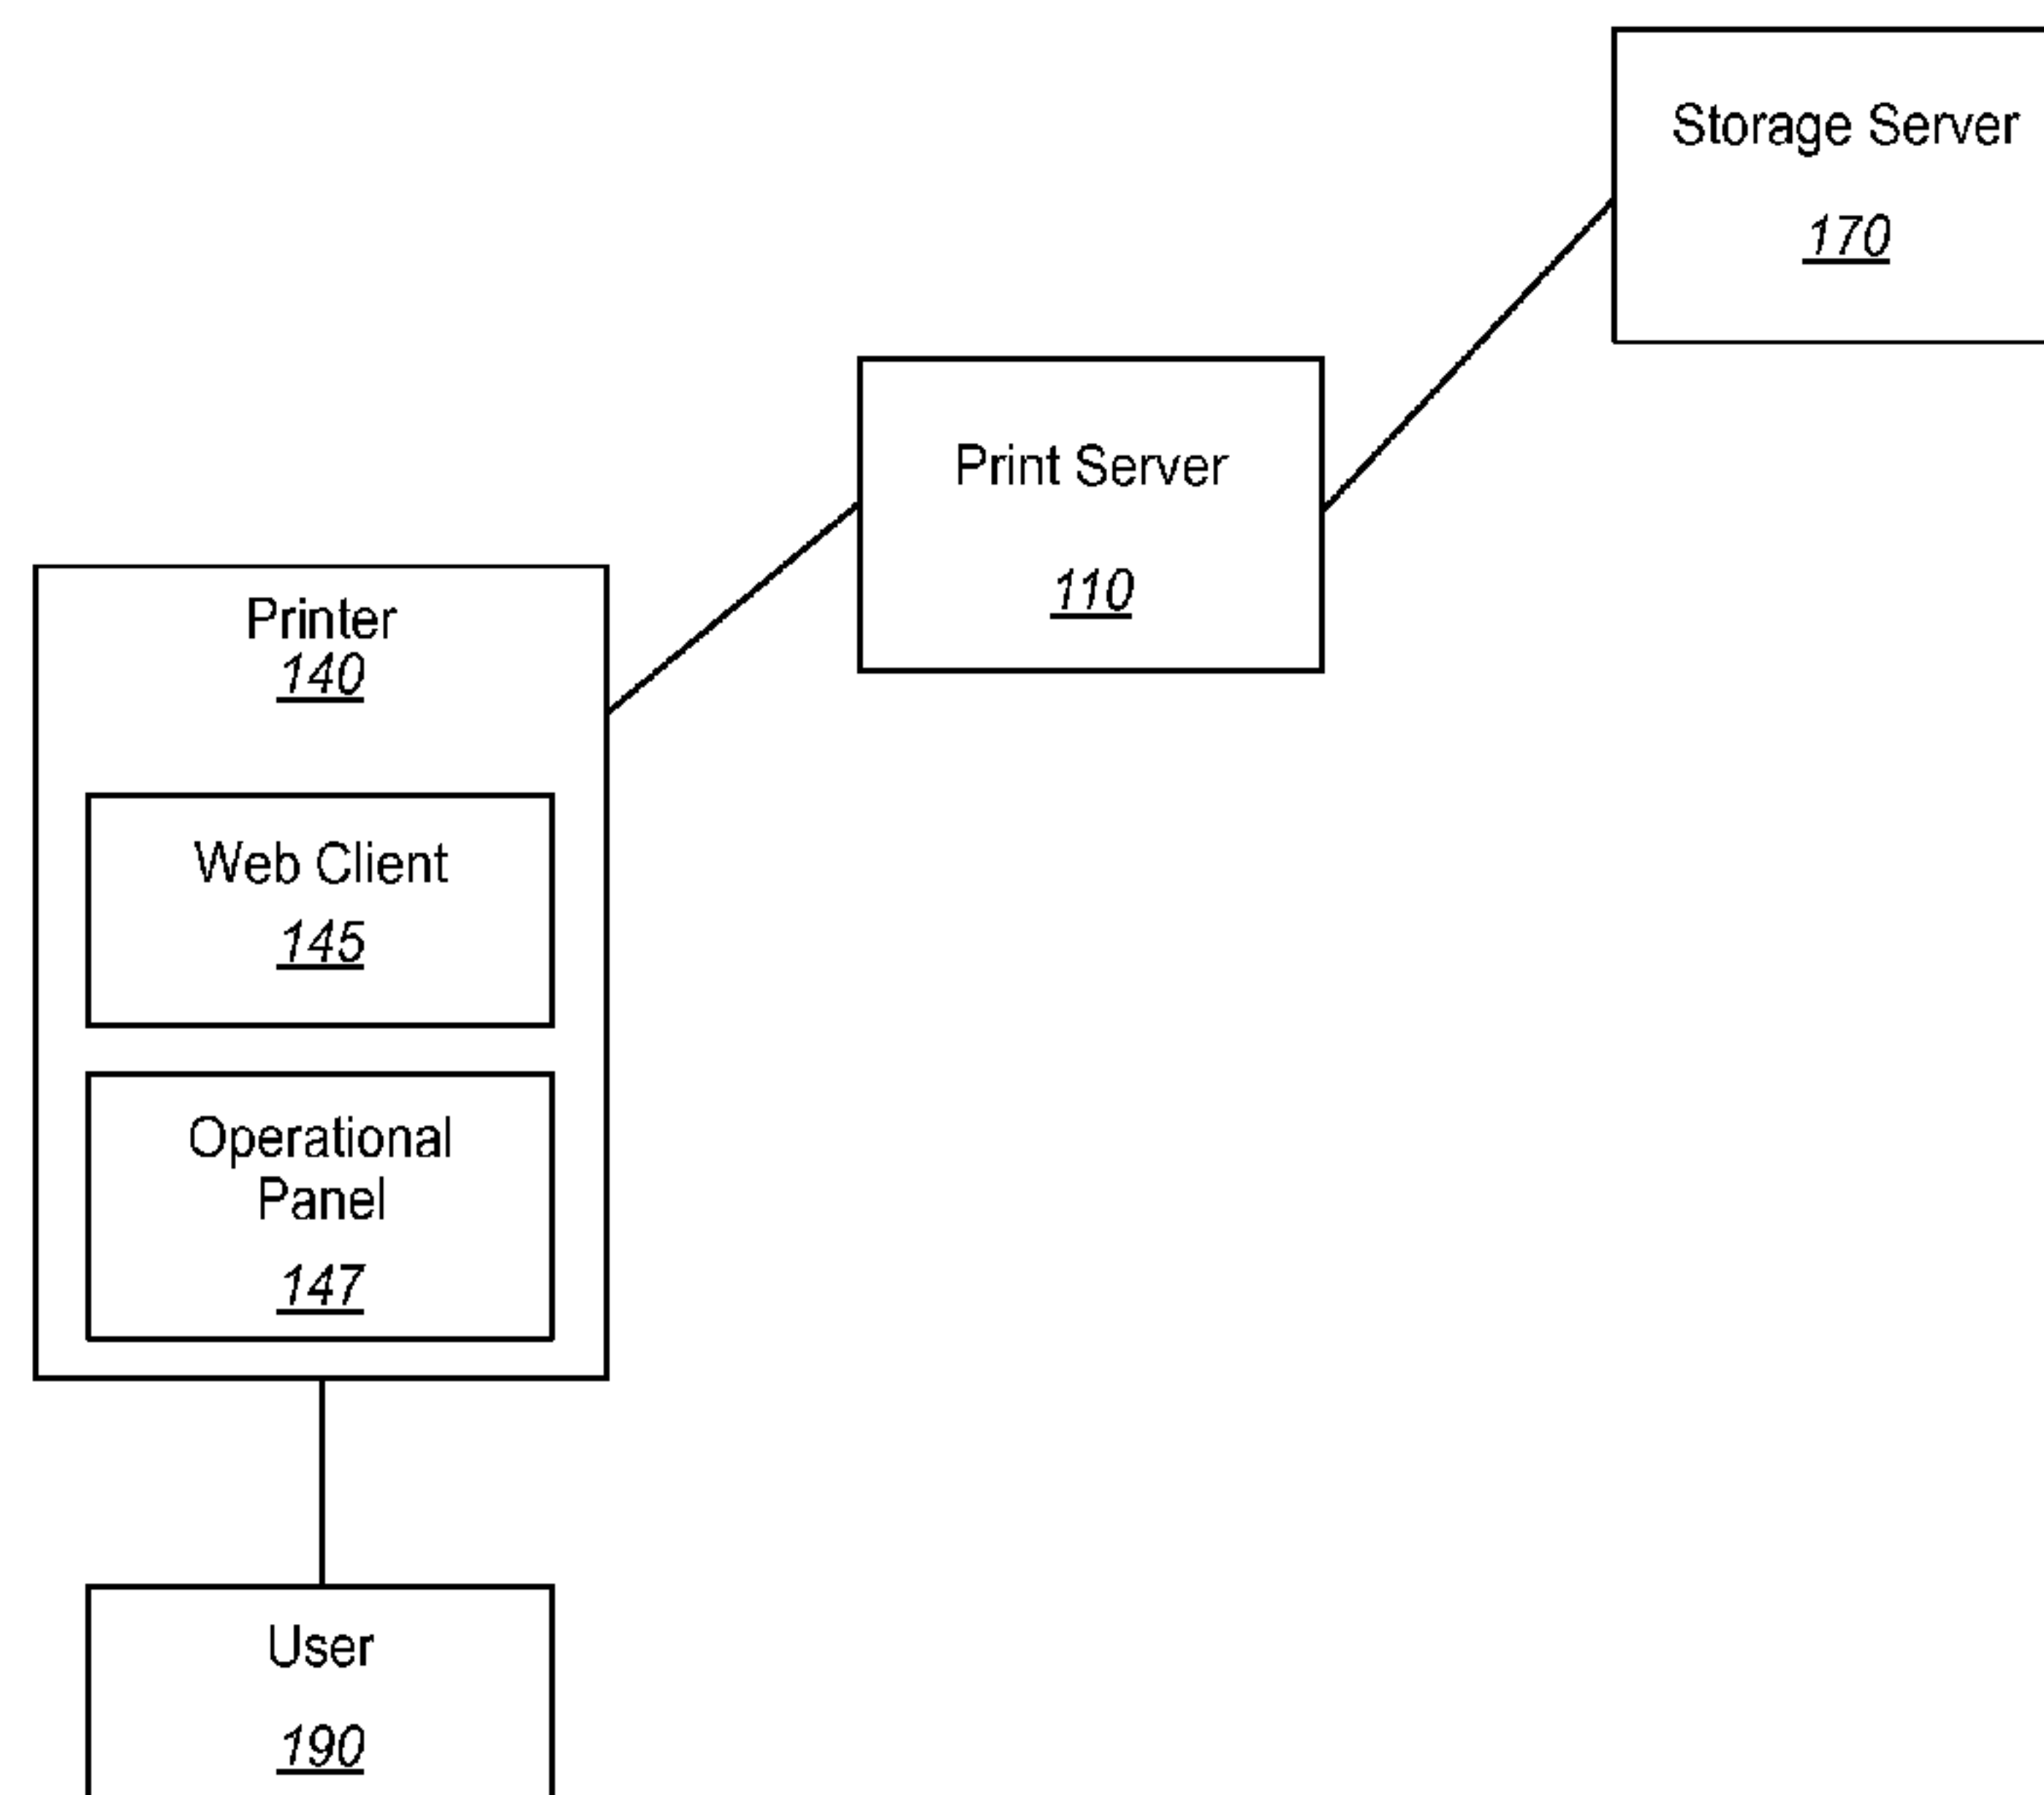 Storage Server
170
Print Server
110
Printer
140
Web Client
145
Operational
Panel
147
User
190